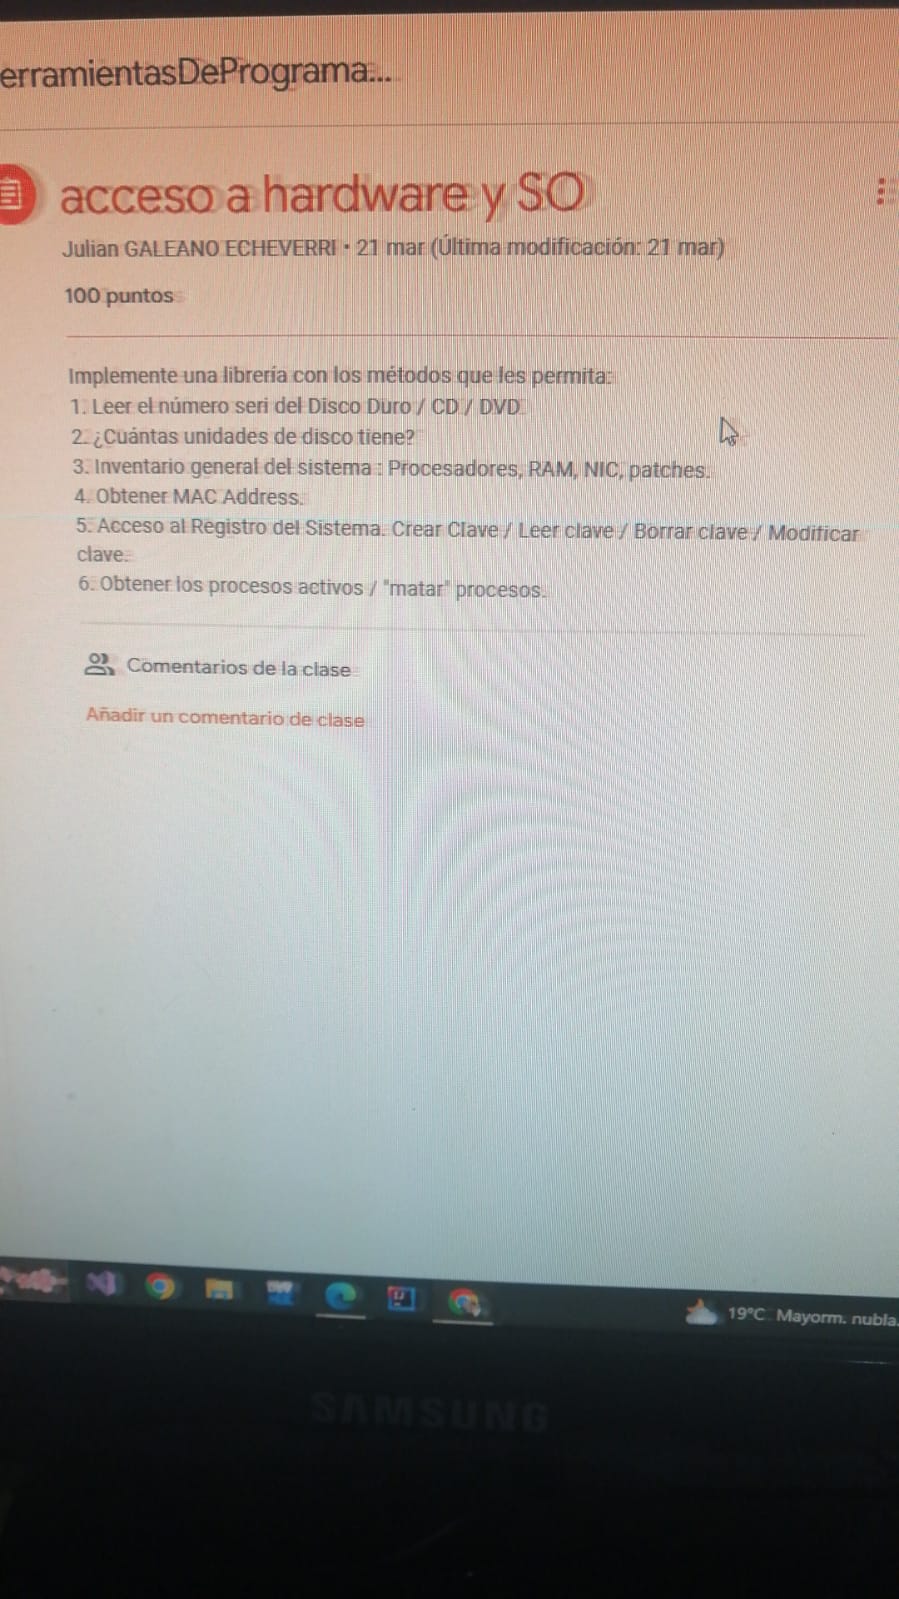 erramientasDePrograma...
acceso a hardware y SO
Julian GALEANO ECHEVERRI • 21 mar (Última modificación: 21 mar)
100 puntos
Implemente una librería con los métodos que les permita:
1. Leer el número seri del Disco Duro / CD / DVD
2. ¿Cuántas unidades de disco tiene?
3. Inventario general del sistema : Procesadores, RAM, NIC, patches.
4. Obtener MAC Address.
5. Acceso al Registro del Sistema. Crear Clave / Leer clave / Borrar clave / Modificar
clave.
6. Obtener los procesos activos / "matar" procesos.
Comentarios de la clase
Añadir un comentario de clase
19°C Mayorm. nubla.
SAMSUNG